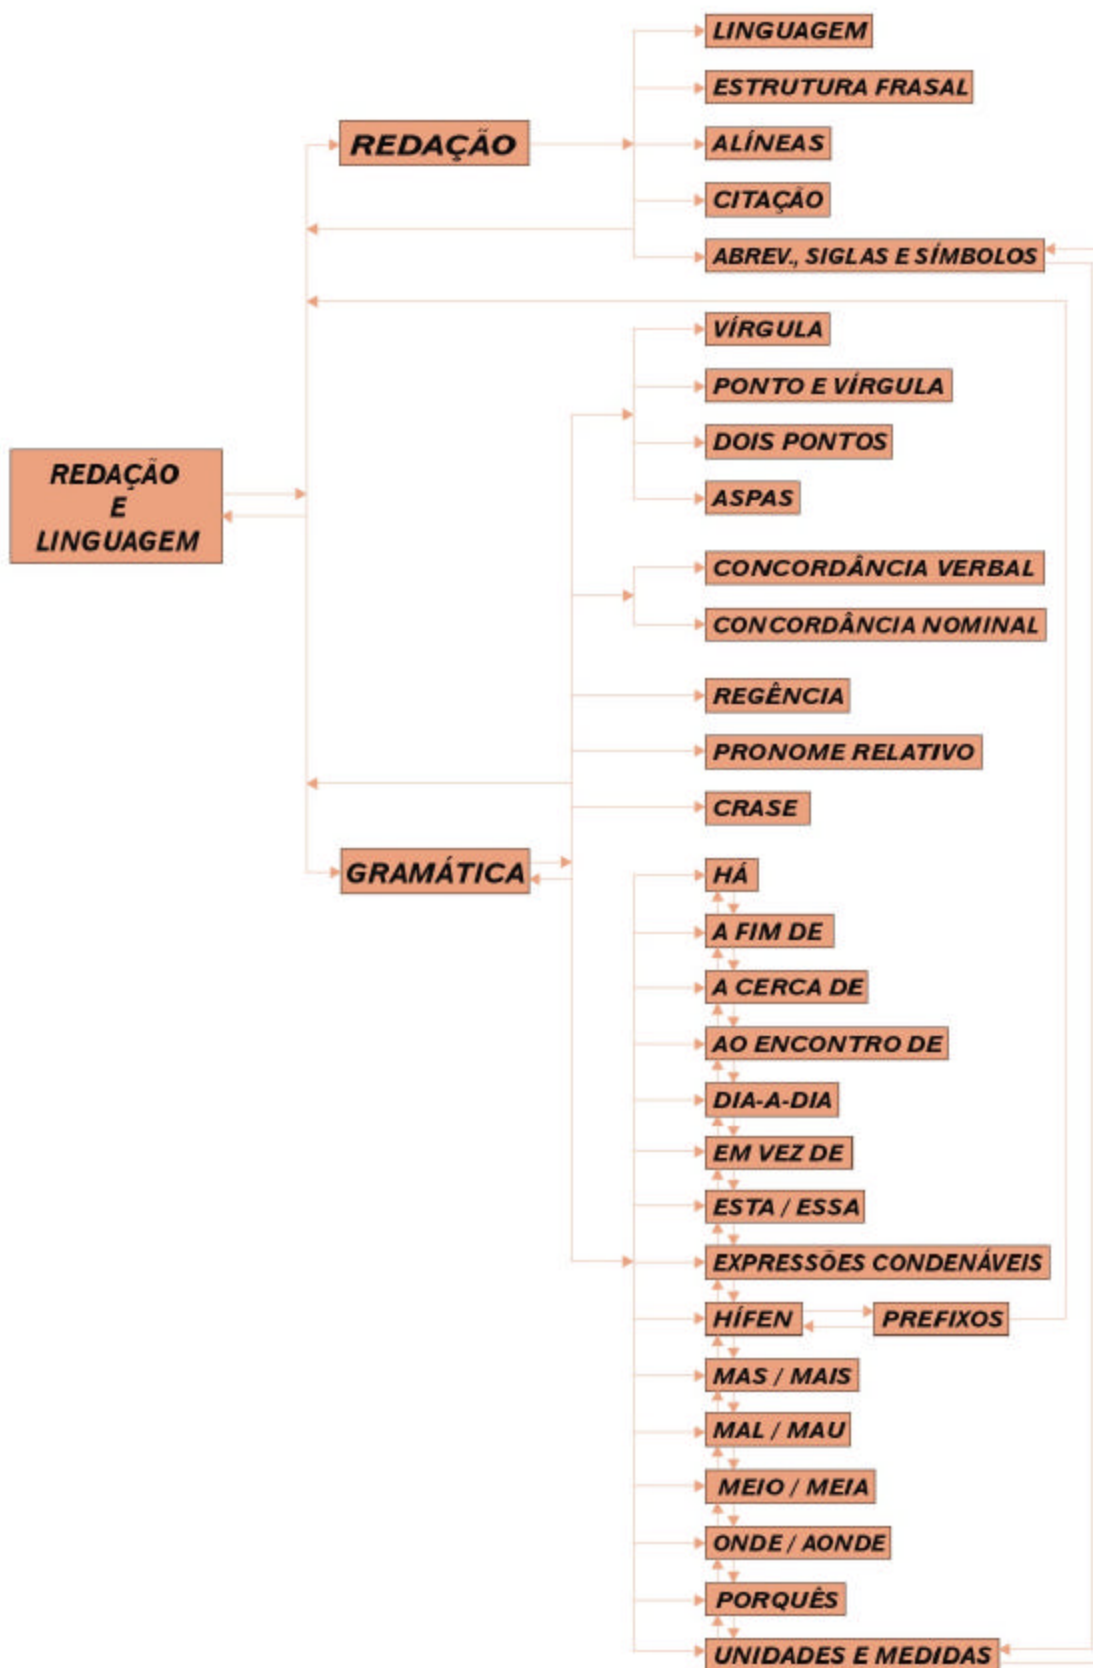 LINGUAGEM
ESTRUTURA FRASAL
REDAÇÃO
ALÍNEAS
CITAÇÃO
ABREV., SIGLAS E SÍMBOLOS
VÍRGULA
PONTO E VÍRGULA
DOIS PONTOS
ASPAS
REDAÇÃO
E
LINGUAGEM
CONCORDÂNCIA VERBAL
CONCORDÂNCIA NOMINAL
REGÊNCIA
PRONOME RELATIVO
CRASE
GRAMÁTICA
HÁ
A FIM DE
A CERCA DE
AO ENCONTRO DE
DIA-A-DIA
EM VEZ DE
ESTA / ESSA
EXPRESSÕES CONDENÁVEIS
HÍFEN
PREFIXOS
MAS / MAIS
MAL / MAU
MEIO / MEIA
ONDE / AONDE
PORQUÊS
UNIDADES E MEDIDAS